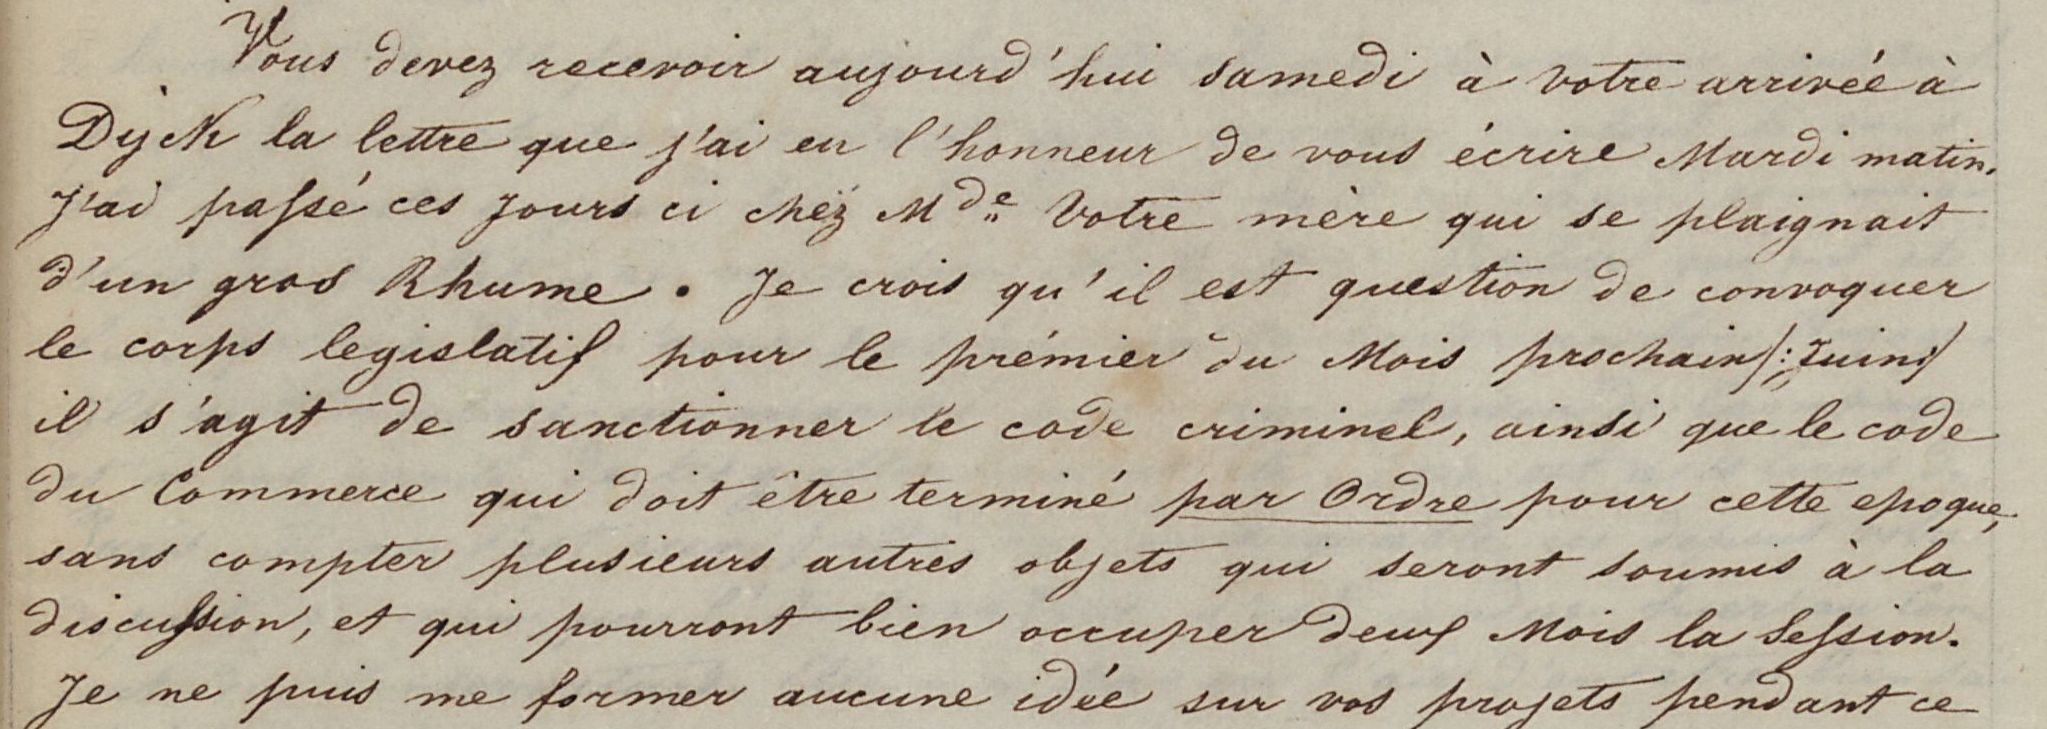 Vous devez recevoir aujourd'hui samedi à votre arrivée à
Dÿck la lettre que j'ai eu l'honneur de vous écrire Mardi matin.
J'ai passé ces jours ci chëz Mde Votre mère qui se plaignait
d'un gros Rhume. Je crois qu'il est question de convoquer
le corps legislatif pour le prémier du Mois prochain /: Juin :/
il s'agit de sanctionner le code criminel, ainsi que le code
du Commerce qui doit être terminé par Ordre pour cette epoque,
sans compter plusieurs autres objets qui seront soumis à la
discussion, et qui pourront bien occuper deux Mois la Session.
Je ne puis me former aucune idée sur vos projets pendant ce